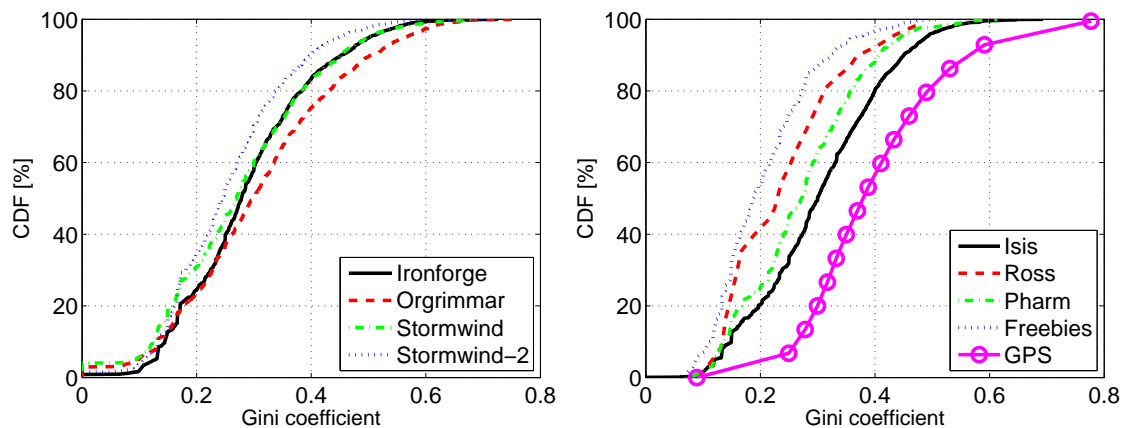 CDF [%]
100
80
60
40
20
0
0
0.2
0.4
0.6
0.8
Gini coefficient
Ironforge
Orgrimmar
Stormwind
Stormwind−2
CDF [%]
100
80
60
40
20
0
0
0.2
0.4
0.6
0.8
Gini coefficient
Isis
Ross
Pharm
Freebies
GPS